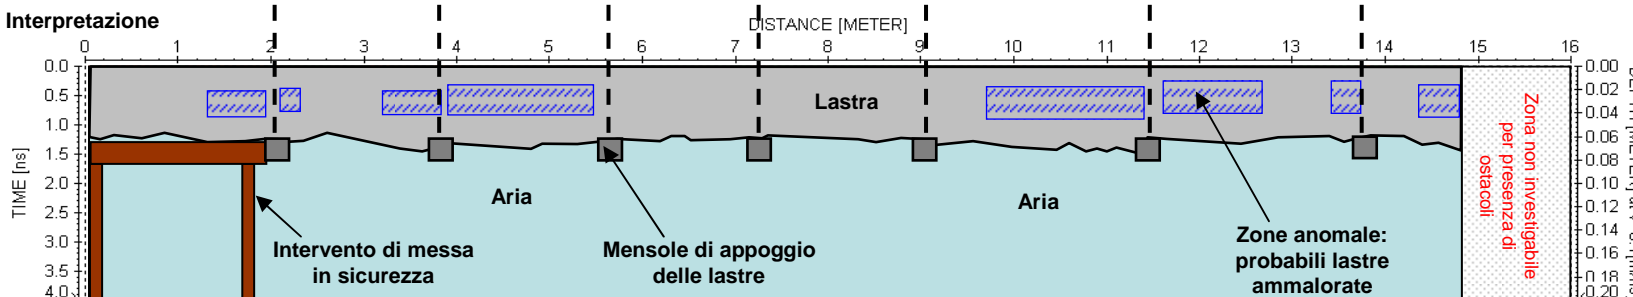 Interpretazione
DISTANCE [METER]
0 1 2 3 4 5 6 7 8 9 10 11 12 13 14 15 16
TIME [ns]
0.0
0.5
1.0
1.5
2.0
2.5
3.0
3.5
4.0
0.00
0.02
0.04
0.06
0.08
0.10
0.12
0.14
0.16
0.18
0.20
Lastra
Aria
Aria
Intervento di messa
in sicurezza
Mensole di appoggio
delle lastre
Zone anomale:
probabili lastre
ammalorate
Zona non investigabile
per presenza di
ostacoli